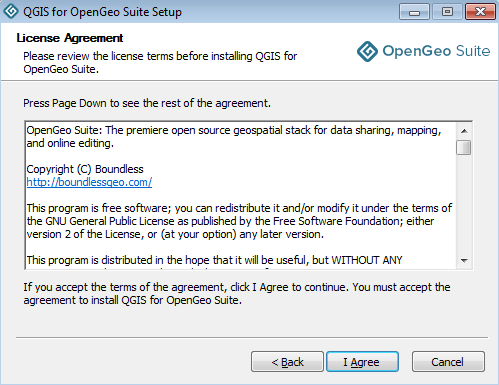 QGIS for OpenGeo Suite Setup
License Agreement
Please review the license terms before installing QGIS for
OpenGeo Suite.
OpenGeo Suite
Press Page Down to see the rest of the agreement.
OpenGeo Suite: The premiere open source geospatial stack for data sharing, mapping,
and online editing.
Copyright (C) Boundless
http://boundlessgeo.com/
This program is free software; you can redistribute it and/or modify it under the terms of
the GNU General Public License as published by the Free Software Foundation; either
version 2 of the License, or (at your option) any later version.
This program is distributed in the hope that it will be useful, but WITHOUT ANY
If you accept the terms of the agreement, click I Agree to continue. You must accept the
agreement to install QGIS for OpenGeo Suite.
< Back
I Agree
Cancel